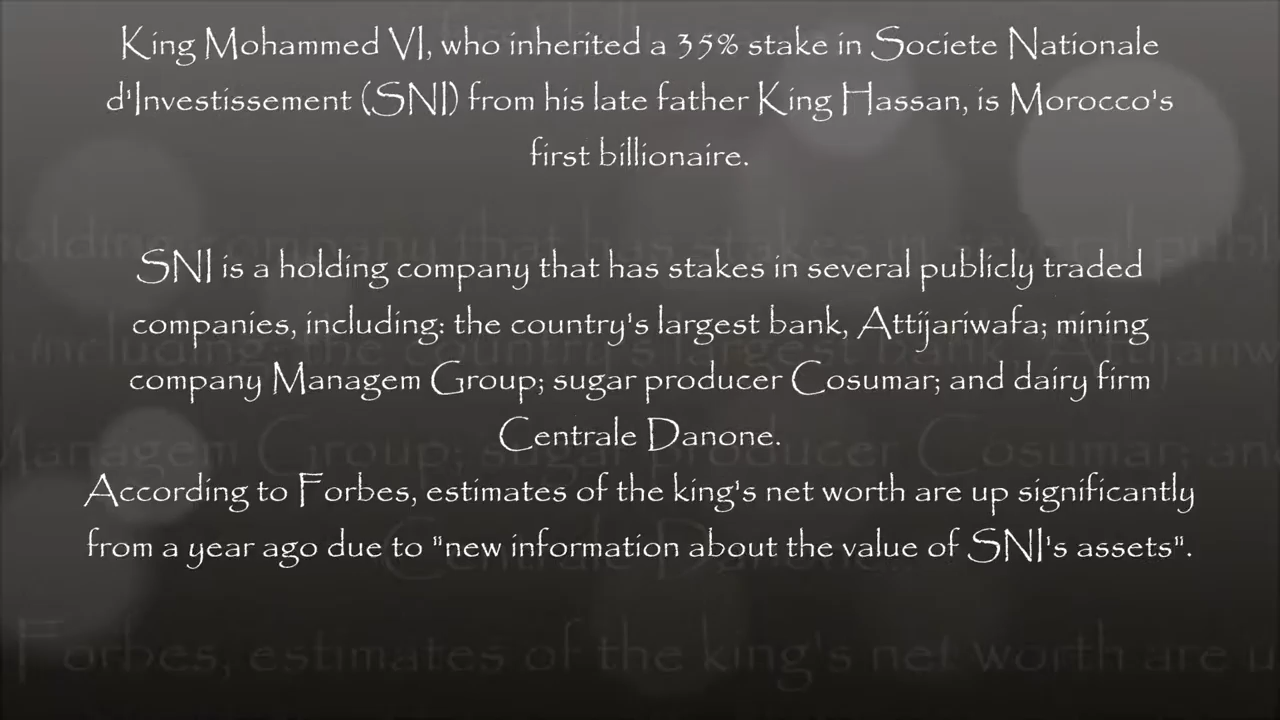 King Mohammed VI, who inherited a 35% stake in Societe Nationale
d'Investissement (SNI) from his late father King Hassan, is Morocco's
first billionaire.
SNI is a holding company that has stakes in several publicly traded
companies, including: the country's largest bank, Attijariwafa; mining
company Managem Group; sugar producer Cosumar; and dairy firm
Centrale Danone.
According to Forbes, estimates of the king's net worth are up significantly
from a year ago due to "new information about the value of SNI's assets".